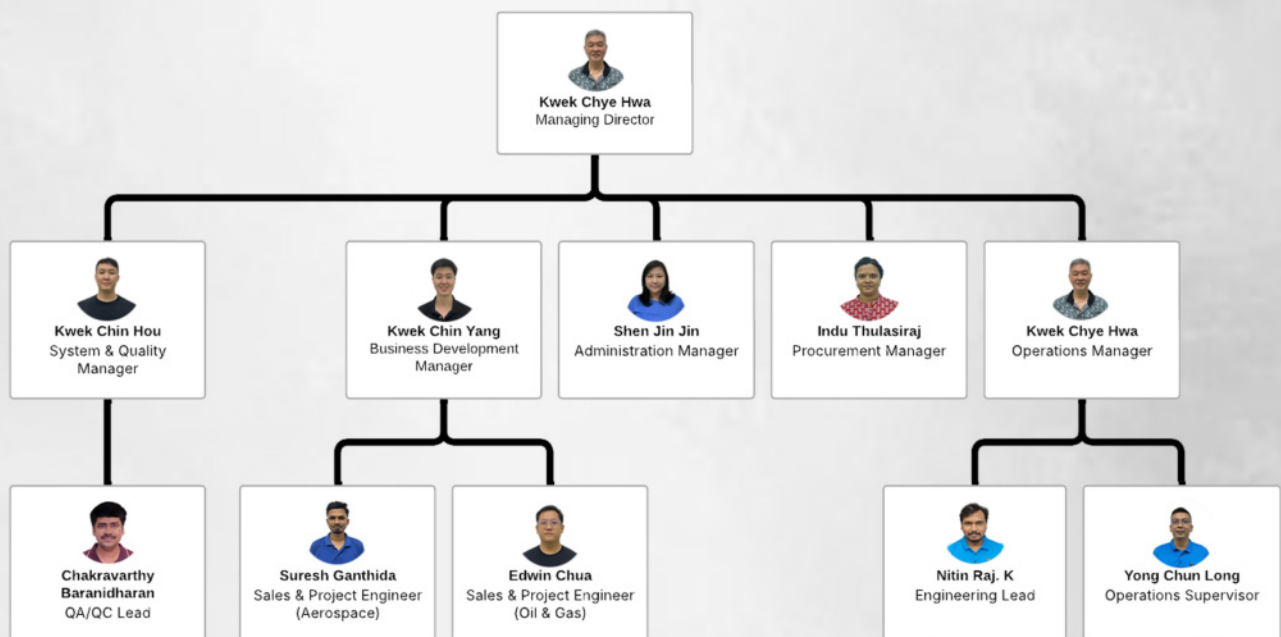 Kwek Chye Hwa
Managing Director
Kwek Chin Hou
System & Quality
Manager
Kwek Chin Yang
Business Development
Manager
Shen Jin Jin
Administration Manager
Indu Thulasiraj
Procurement Manager
Kwek Chye Hwa
Operations Manager
Chakravarthy
Baranidharan
QA/QC Lead
Suresh Ganthida
Sales & Project Engineer
(Aerospace)
Edwin Chua
Sales & Project Engineer
(Oil & Gas)
Nitin Raj. K
Engineering Lead
Yong Chun Long
Operations Supervisor